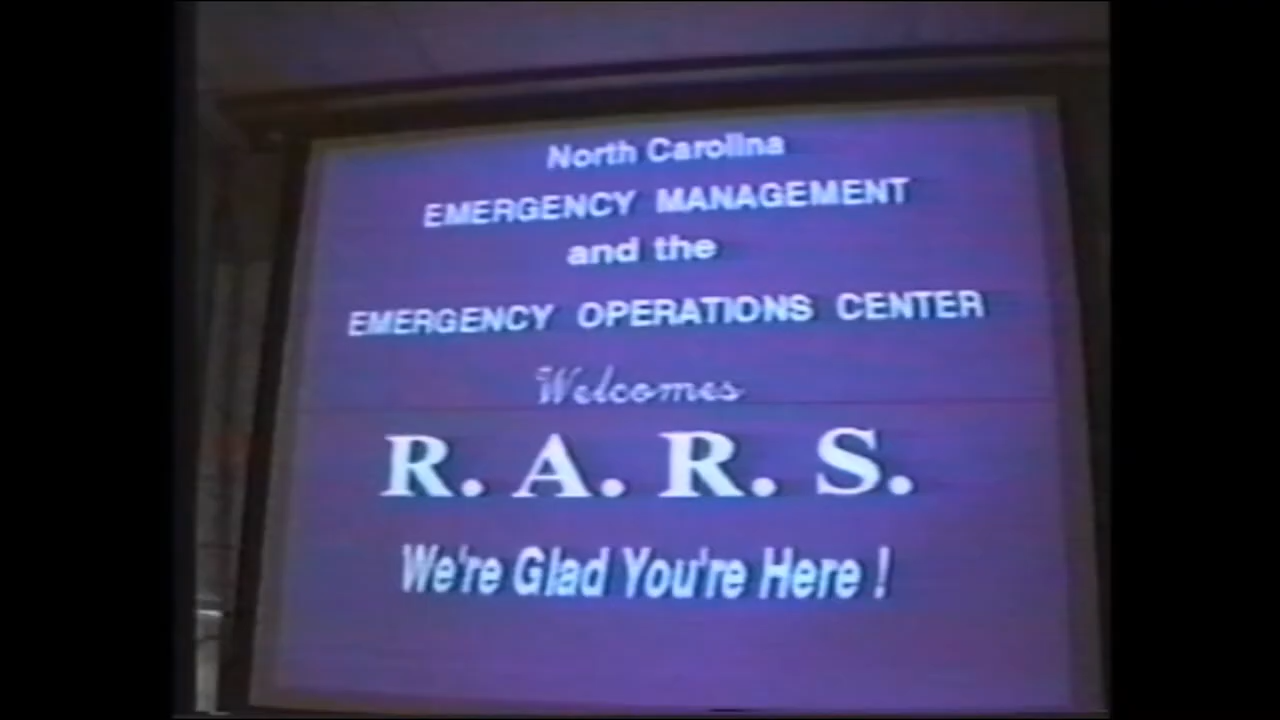 North Carolina
EMERGENCY MANAGEMENT
and the
EMERGENCY OPERATIONS CENTER
Welcomes
R. A. R. S.
We're Glad You're Here !